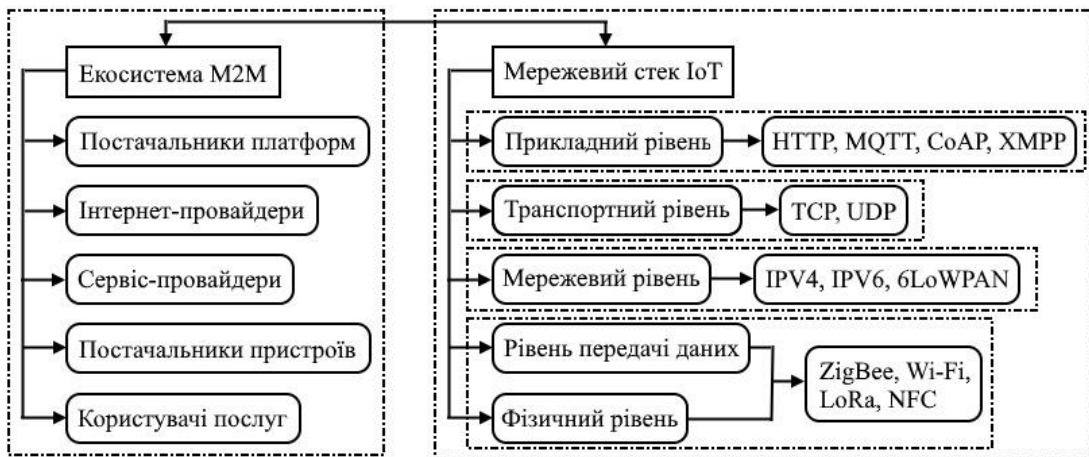 Екосистема M2M
Постачальники платформ
Інтернет-провайдери
Сервіс-провайдери
Постачальники пристроїв
Користувачі послуг
Мережевий стек IoT
Прикладний рівень
HTTP, MQTT, CoAP, XMPP
Транспортний рівень
TCP, UDP
Мережевий рівень
IPV4, IPV6, 6LoWPAN
Рівень передачі даних
Фізичний рівень
ZigBee, Wi-Fi,
LoRa, NFC